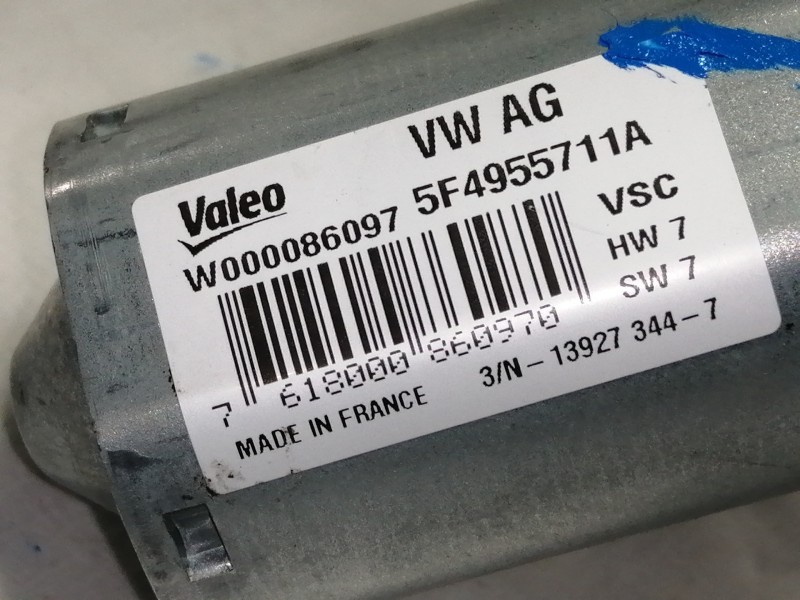 VW AG
Valeo
W000086097 5F4955711A
VSC
HW 7
SW 7
7 618000 860970
3/N-13927 344-7
MADE IN FRANCE